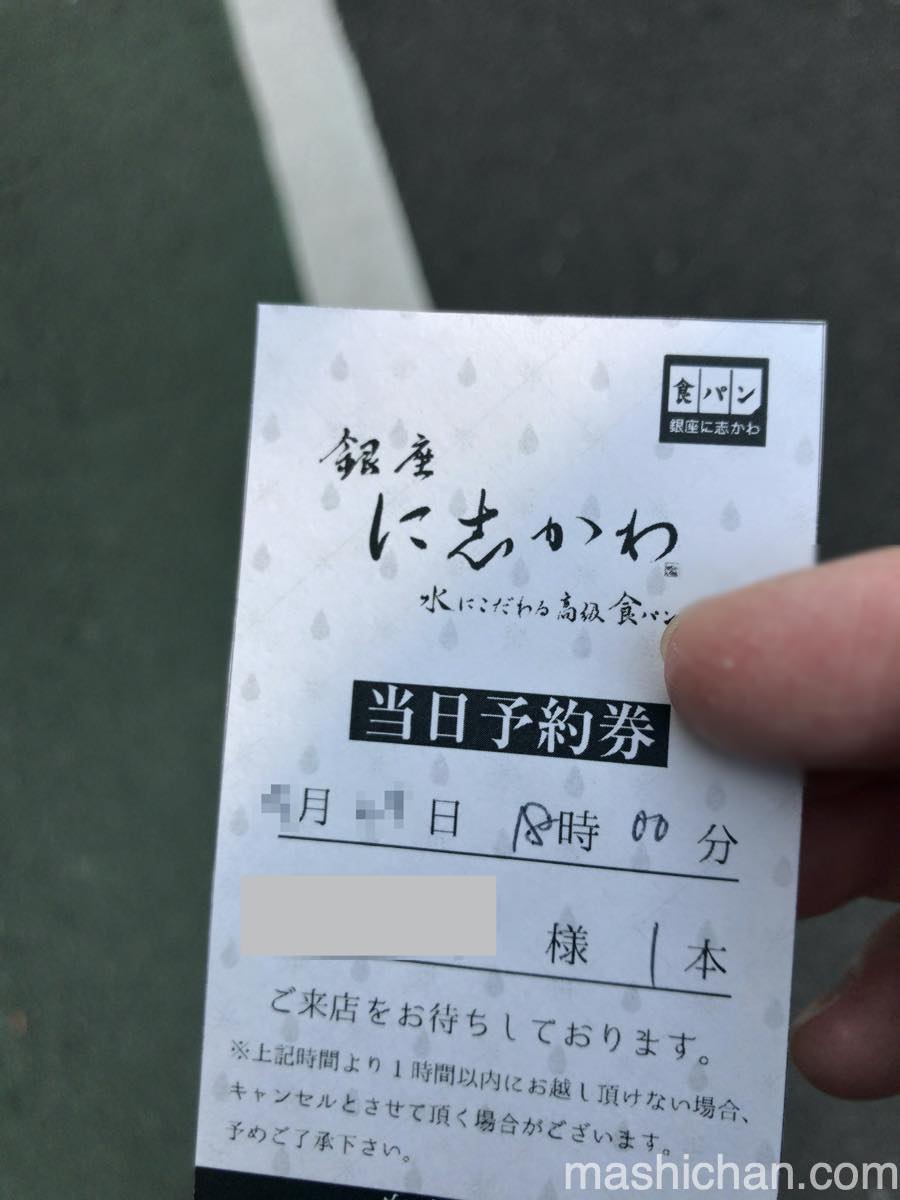 食パン
銀座に志かわ
銀座
に志かわ
水にこだわる高級食パン
当日予約券
月 日 18時 00分
様 1本
ご来店をお待ちしております。
※上記時間より1時間以内にお越し頂けない場合、
キャンセルとさせて頂く場合がございます。
予めご了承下さい。
mashichan.com